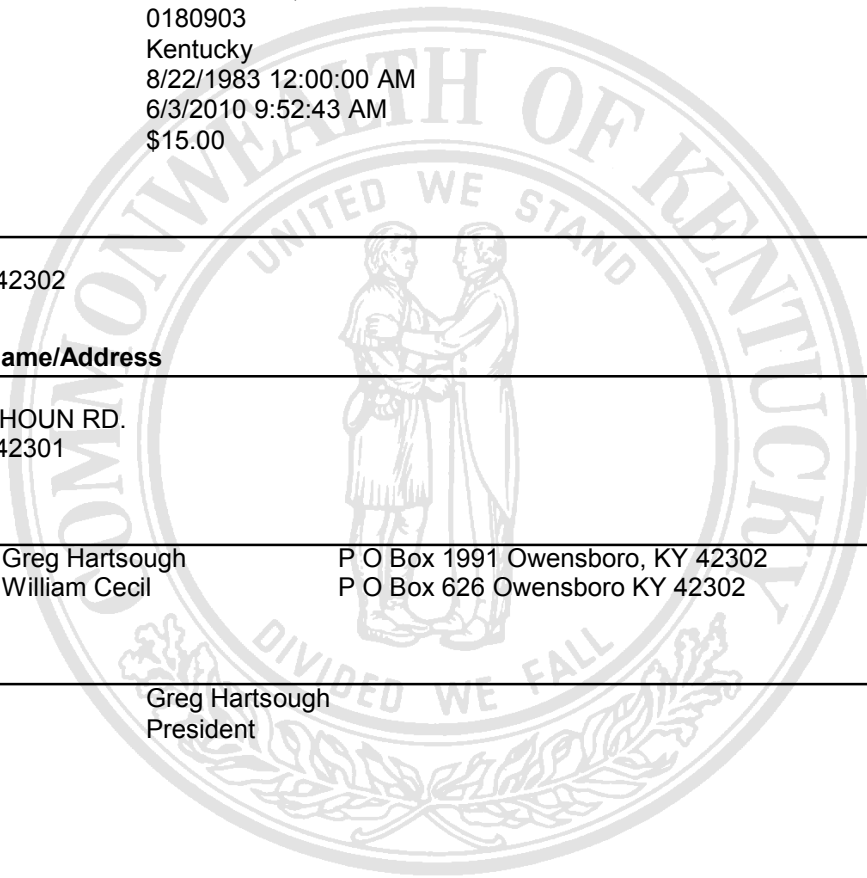 0180903
Kentucky
8/22/1983 12:00:00 AM
6/3/2010 9:52:43 AM
$15.00
COMMONWEALTH OF KENTUCKY
UNITED WE STAND
42302
ame/Address
HOUN RD.
42301
Greg Hartsough P O Box 1991 Owensboro, KY 42302
William Cecil P O Box 626 Owensboro KY 42302
DIVIDED WE FALL
Greg Hartsough
President